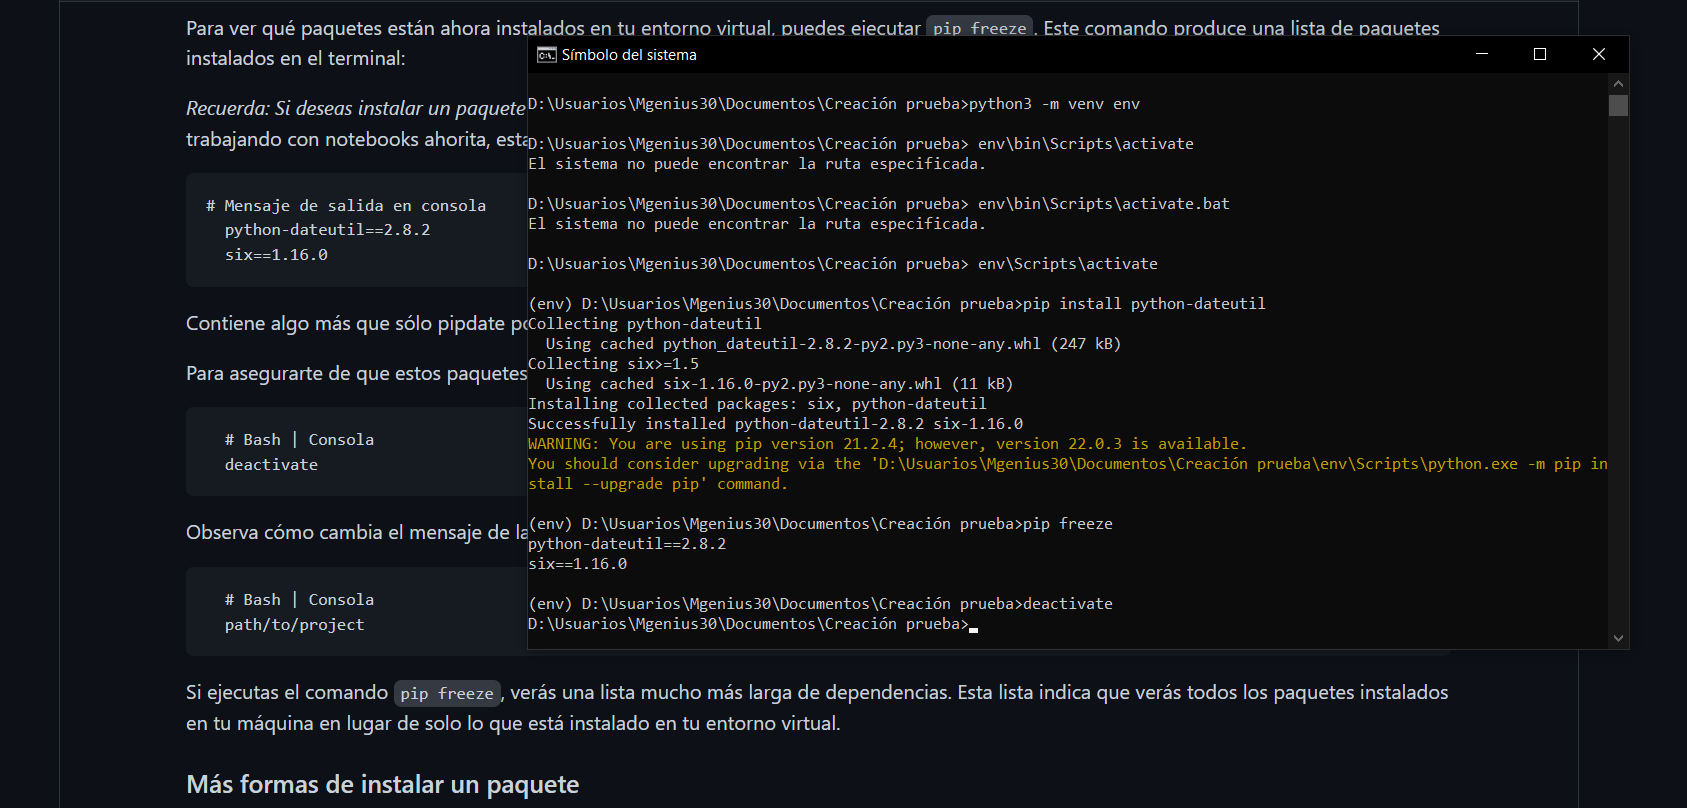 Para ver qué paquetes están ahora instalados en tu entorno virtual, puedes ejecutar pip freeze. Este comando produce una lista de paquetes
instalados en el terminal:
Recuerda: Si deseas instalar un paquete
trabajando con notebooks ahorita, esta
# Mensaje de salida en consola
python-dateutil==2.8.2
six==1.16.0
Contiene algo más que sólo pipdate po
Para asegurarte de que estos paquetes
# Bash | Consola
deactivate
Observa cómo cambia el mensaje de la
# Bash | Consola
path/to/project
Si ejecutas el comando pip freeze, verás una lista mucho más larga de dependencias. Esta lista indica que verás todos los paquetes instalados
en tu máquina en lugar de solo lo que está instalado en tu entorno virtual.
Más formas de instalar un paquete
Símbolo del sistema
D:\Usuarios\Mgenius30\Documentos\Creación prueba>python3 -m venv env
D:\Usuarios\Mgenius30\Documentos\Creación prueba> env\bin\Scripts\activate
El sistema no puede encontrar la ruta especificada.
D:\Usuarios\Mgenius30\Documentos\Creación prueba> env\bin\Scripts\activate.bat
El sistema no puede encontrar la ruta especificada.
D:\Usuarios\Mgenius30\Documentos\Creación prueba> env\Scripts\activate
(env) D:\Usuarios\Mgenius30\Documentos\Creación prueba>pip install python-dateutil
Collecting python-dateutil
  Using cached python_dateutil-2.8.2-py2.py3-none-any.whl (247 kB)
Collecting six>=1.5
  Using cached six-1.16.0-py2.py3-none-any.whl (11 kB)
Installing collected packages: six, python-dateutil
Successfully installed python-dateutil-2.8.2 six-1.16.0
WARNING: You are using pip version 21.2.4; however, version 22.0.3 is available.
You should consider upgrading via the 'D:\Usuarios\Mgenius30\Documentos\Creación prueba\env\Scripts\python.exe -m pip in
stall --upgrade pip' command.
(env) D:\Usuarios\Mgenius30\Documentos\Creación prueba>pip freeze
python-dateutil==2.8.2
six==1.16.0
(env) D:\Usuarios\Mgenius30\Documentos\Creación prueba>deactivate
D:\Usuarios\Mgenius30\Documentos\Creación prueba>